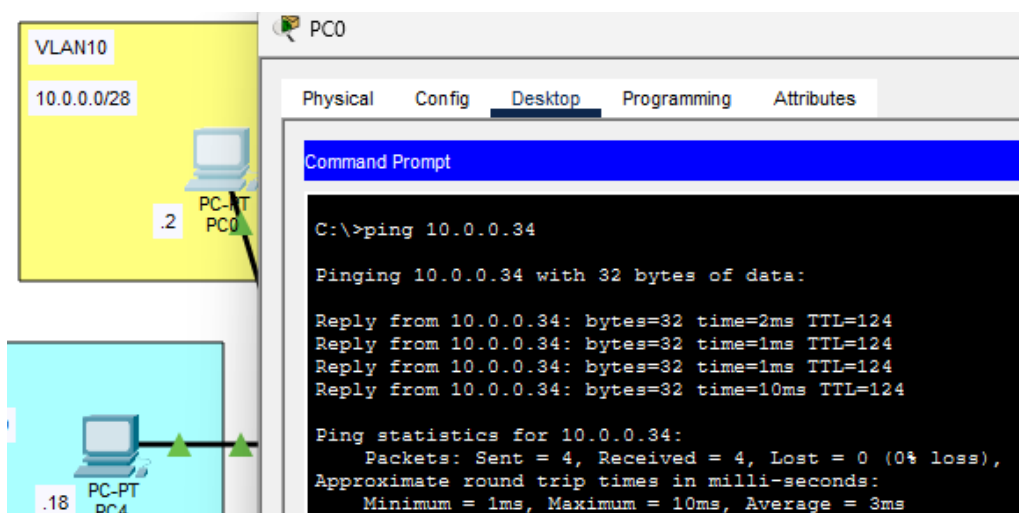 VLAN10
10.0.0.0/28
.2
PC-PT
PC0
.18
PC-PT
PC4
PC0
Physical Config Desktop Programming Attributes
Command Prompt
C:\>ping 10.0.0.34
Pinging 10.0.0.34 with 32 bytes of data:
Reply from 10.0.0.34: bytes=32 time=2ms TTL=124
Reply from 10.0.0.34: bytes=32 time=1ms TTL=124
Reply from 10.0.0.34: bytes=32 time=1ms TTL=124
Reply from 10.0.0.34: bytes=32 time=10ms TTL=124
Ping statistics for 10.0.0.34:
Packets: Sent = 4, Received = 4, Lost = 0 (0% loss),
Approximate round trip times in milli-seconds:
Minimum = 1ms, Maximum = 10ms, Average = 3ms